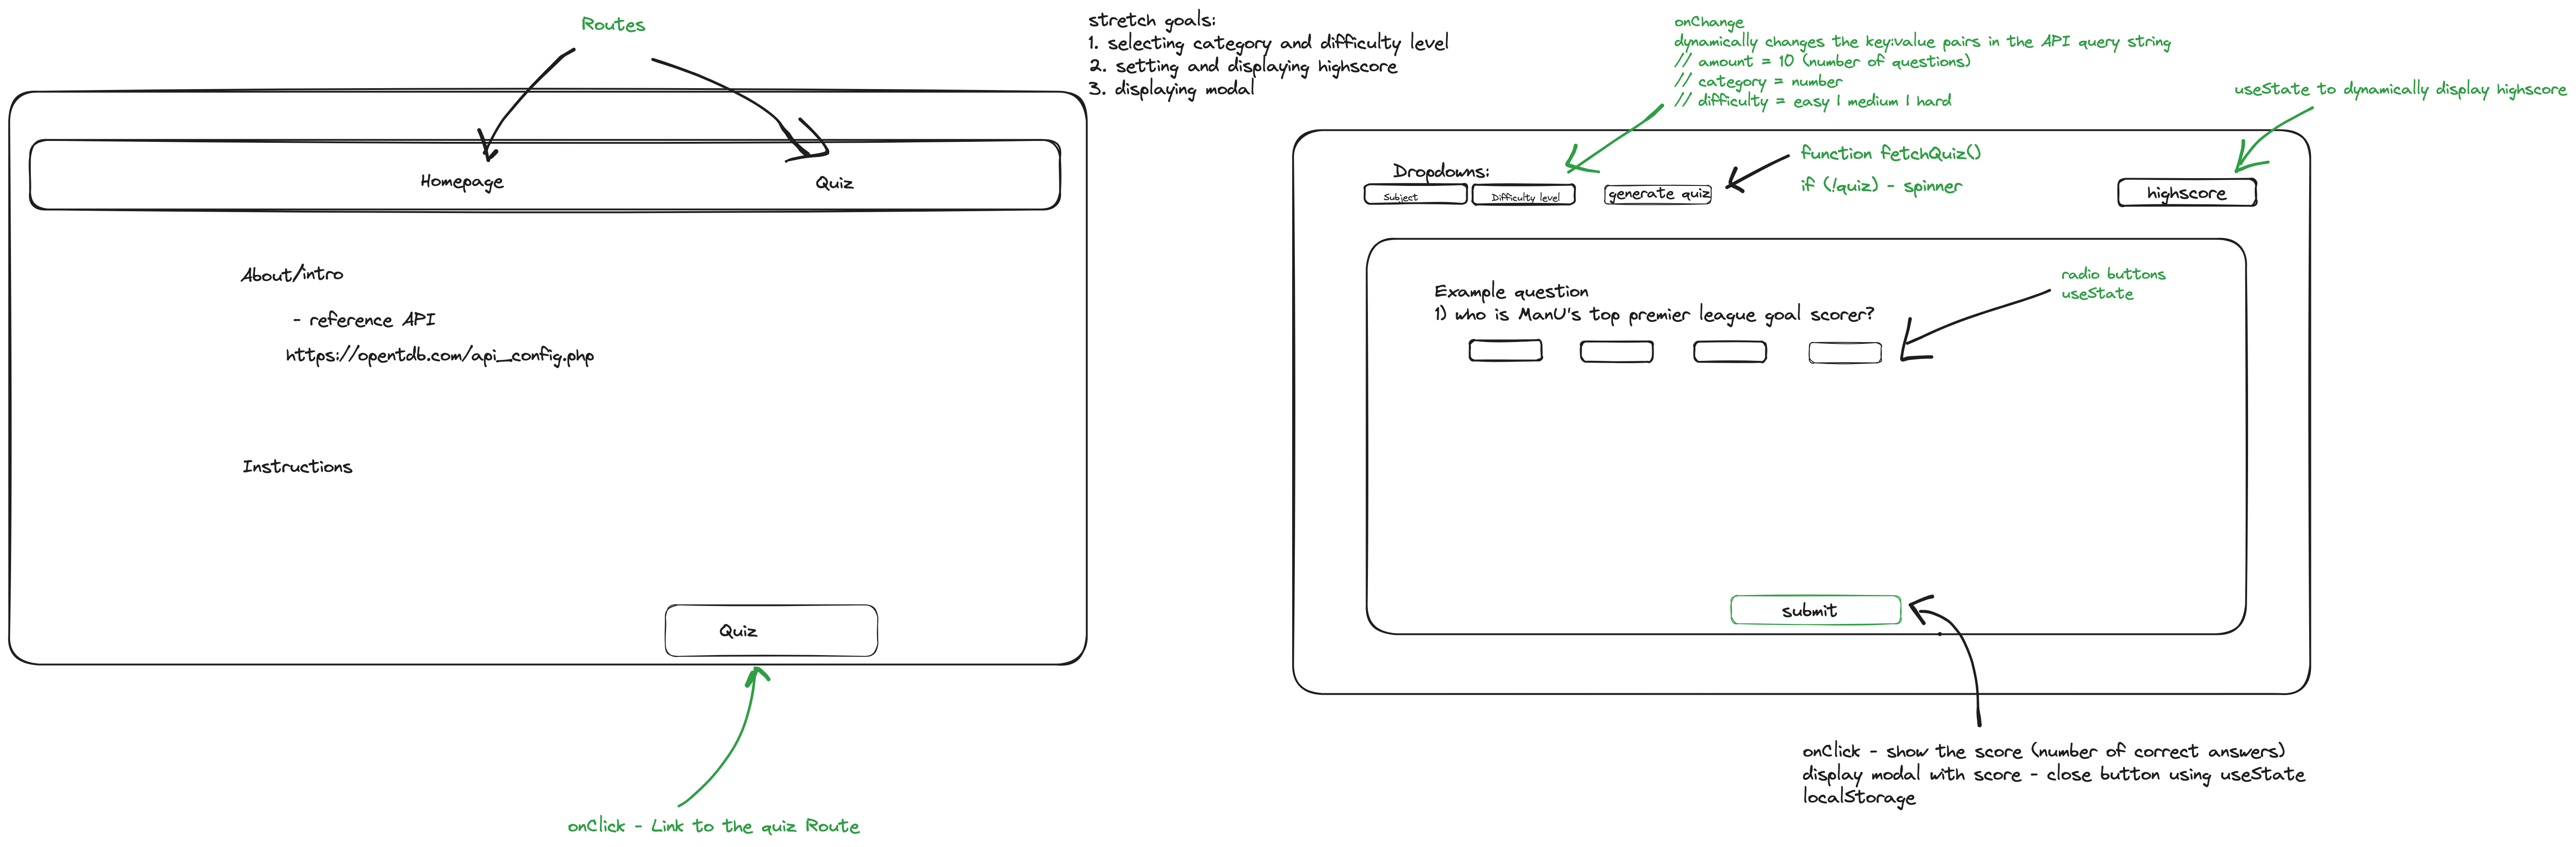 Routes
Homepage
Quiz
About/intro
- reference API
https://opentdb.com/api_config.php
Instructions
Quiz
onClick - Link to the quiz Route
stretch goals:
1. selecting category and difficulty level
2. setting and displaying highscore
3. displaying modal
onChange
dynamically changes the key:value pairs in the API query string
// amount = 10 (number of questions)
// category = number
// difficulty = easy | medium | hard
useState to dynamically display highscore
Dropdowns:
Subject
Difficulty level
generate quiz
function fetchQuiz()
if (!quiz) - spinner
highscore
Example question
1) who is ManU's top premier league goal scorer?
radio buttons
useState
submit
onClick - show the score (number of correct answers)
display modal with score - close button using useState
localStorage